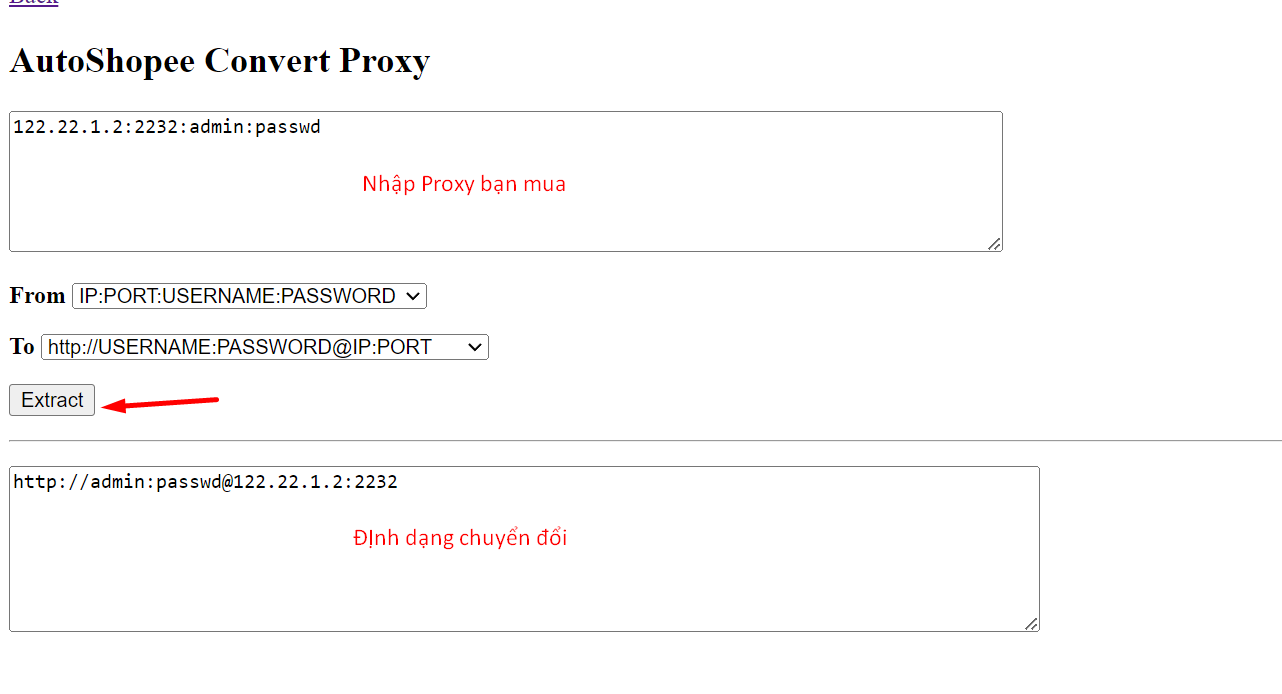 Back
AutoShopee Convert Proxy
122.22.1.2:2232:admin:passwd
Nhập Proxy bạn mua
From IP:PORT:USERNAME:PASSWORD
To http://USERNAME:PASSWORD@IP:PORT
Extract
http://admin:passwd@122.22.1.2:2232
ĐỊnh dạng chuyển đổi